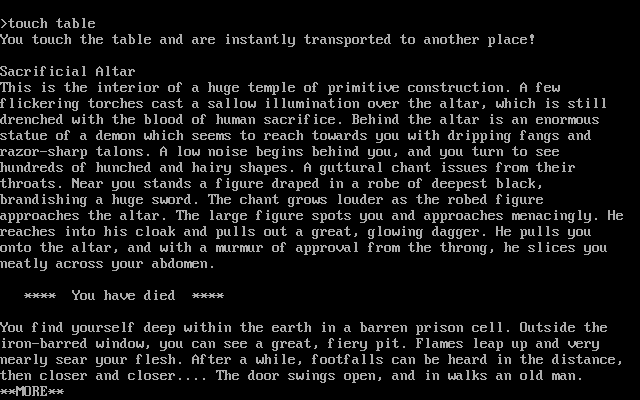 >touch table
You touch the table and are instantly transported to another place!
Sacrificial Altar
This is the interior of a huge temple of primitive construction. A few
flickering torches cast a sallow illumination over the altar, which is still
drenched with the blood of human sacrifice. Behind the altar is an enormous
statue of a demon which seems to reach towards you with dripping fangs and
razor-sharp talons. A low noise begins behind you, and you turn to see
hundreds of hunched and hairy shapes. A guttural chant issues from their
throats. Near you stands a figure draped in a robe of deepest black,
brandishing a huge sword. The chant grows louder as the robed figure
approaches the altar. The large figure spots you and approaches menacingly. He
reaches into his cloak and pulls out a great, glowing dagger. He pulls you
onto the altar, and with a murmur of approval from the throng, he slices you
neatly across your abdomen.
**** You have died ****
You find yourself deep within the earth in a barren prison cell. Outside the
iron-barred window, you can see a great, fiery pit. Flames leap up and very
nearly sear your flesh. After a while, footfalls can be heard in the distance,
then closer and closer.... The door swings open, and in walks an old man.
**MORE**